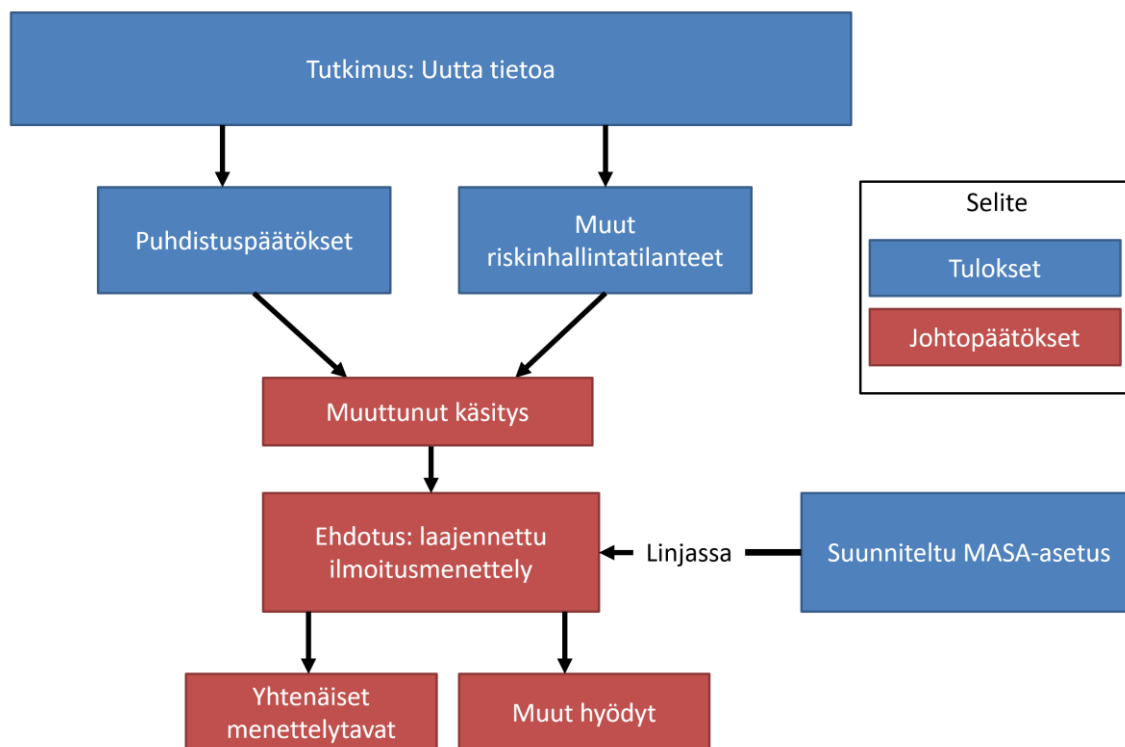 Tutkimus: Uutta tietoa
Puhdistuspäätökset
Muut
riskinhallintatilanteet
Selite
Tulokset
Johtopäätökset
Muuttunut käsitys
Ehdotus: laajennettu
ilmoitusmenettely
Linjassa
Suunniteltu MASA-asetus
Yhtenäiset
menettelytavat
Muut hyödyt